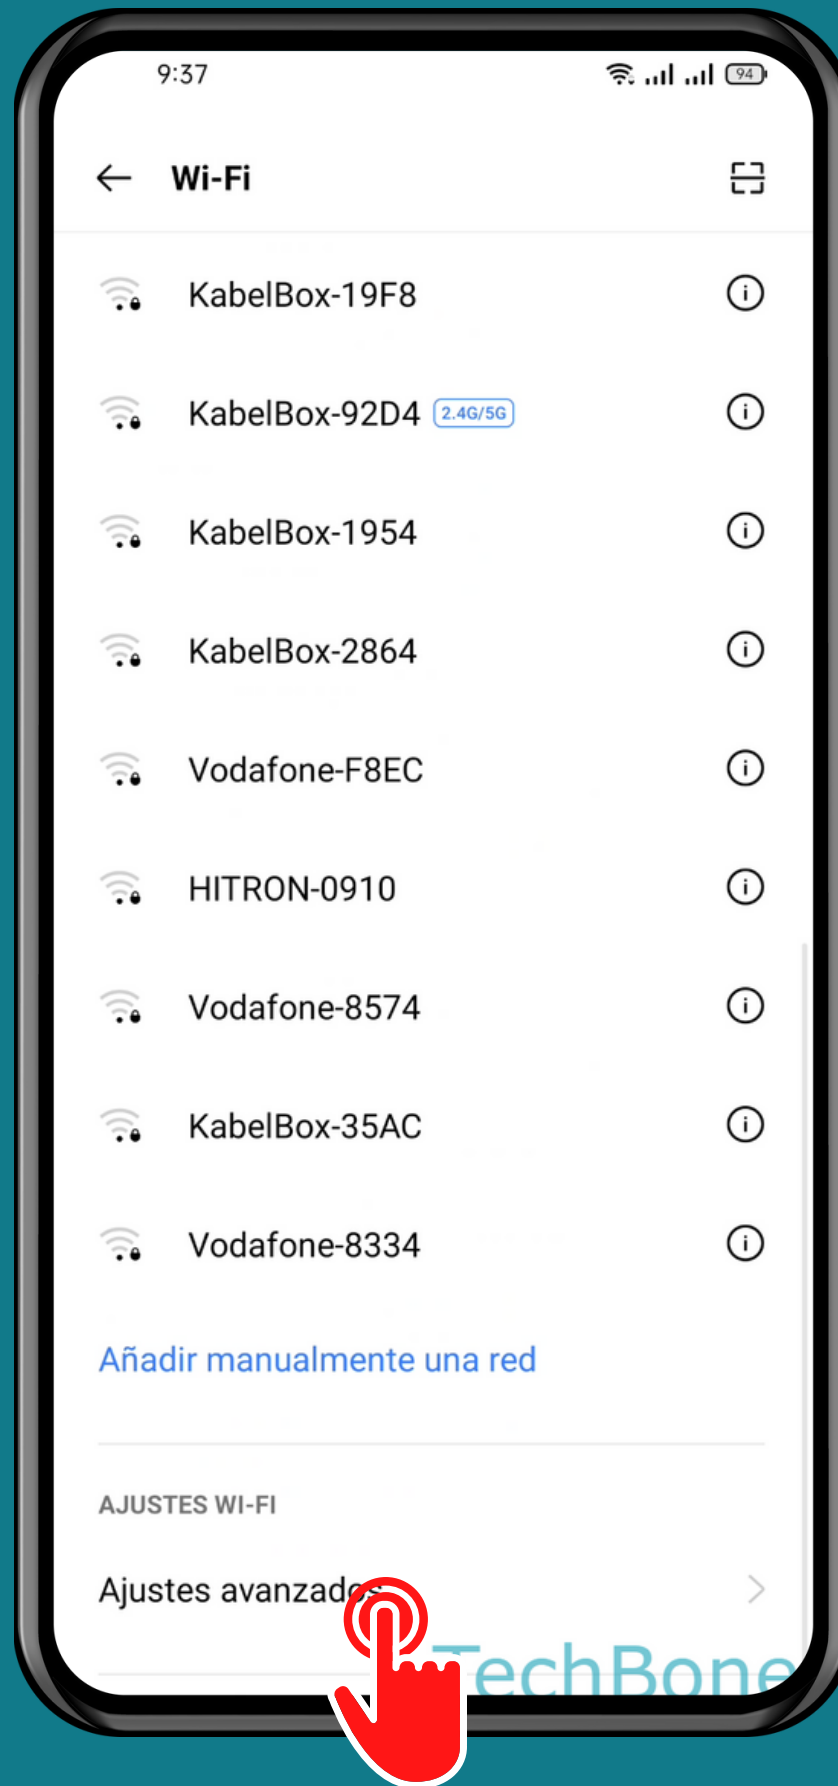 9:37
94
Wi-Fi
KabelBox-19F8
KabelBox-92D4 2.4G/5G
KabelBox-1954
KabelBox-2864
Vodafone-F8EC
HITRON-0910
Vodafone-8574
KabelBox-35AC
Vodafone-8334
Añadir manualmente una red
AJUSTES WI-FI
Ajustes avanzados
TechBone